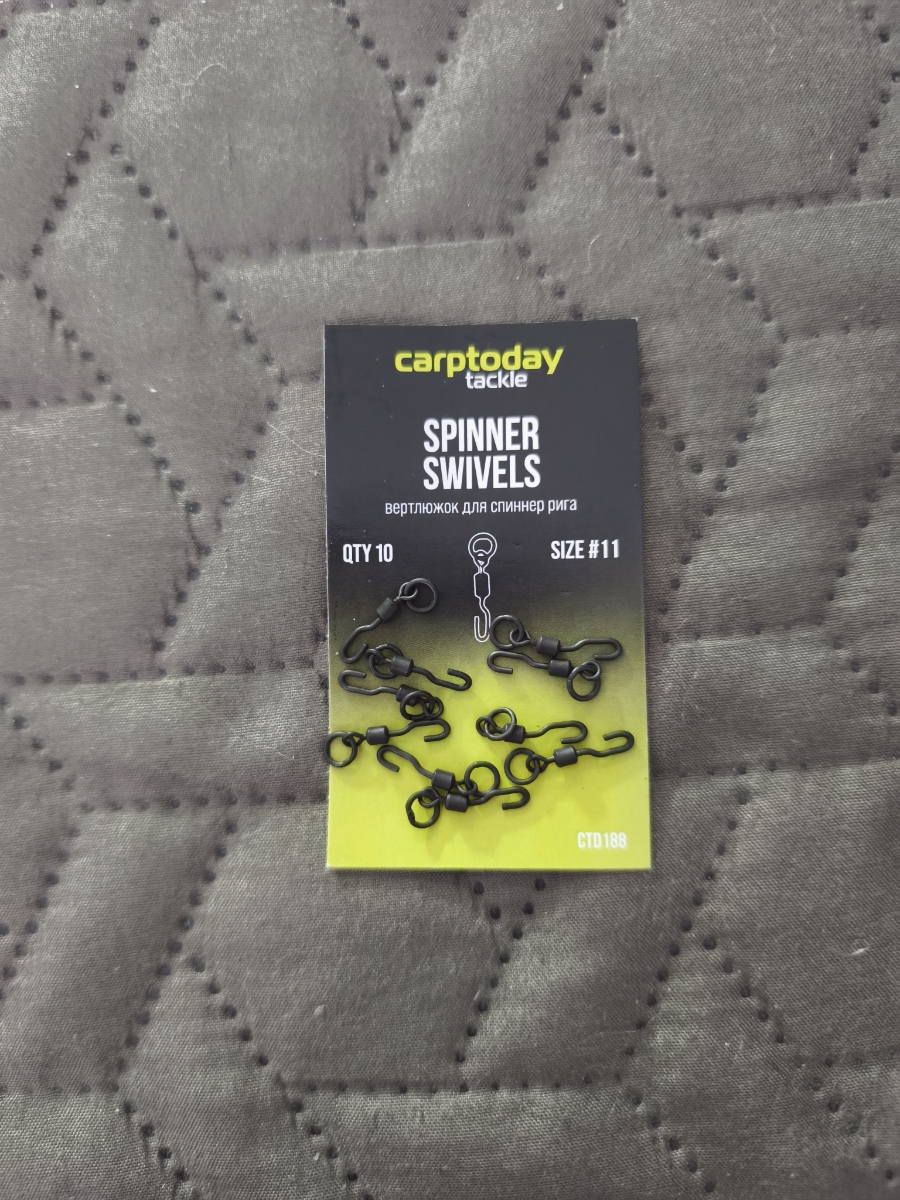 carptoday
tackle
SPINNER
SWIVELS
вертлюжок для спиннер рига
QTY 10
SIZE #11
CTD188